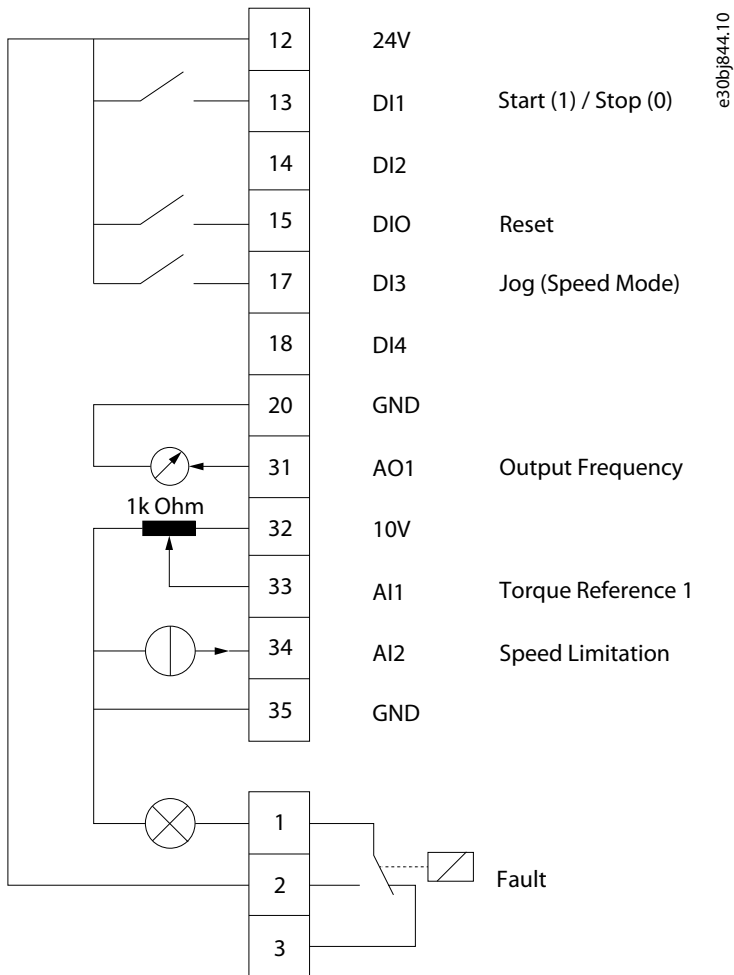 e30bj844.10
12 24V
13 DI1 Start (1) / Stop (0)
14 DI2
15 DIO Reset
17 DI3 Jog (Speed Mode)
18 DI4
20 GND
31 AO1 Output Frequency
1k Ohm
32 10V
33 AI1 Torque Reference 1
34 AI2 Speed Limitation
35 GND
1
2 Fault
3